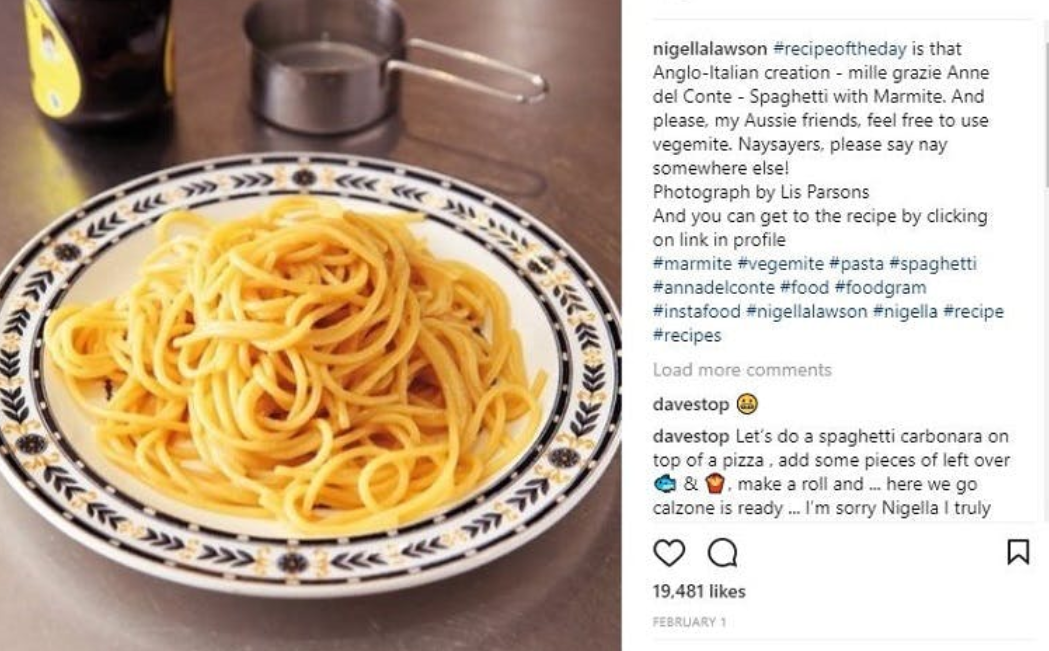 nigellalawson #recipeoftheday is that
Anglo-Italian creation - mille grazie Anne
del Conte - Spaghetti with Marmite. And
please, my Aussie friends, feel free to use
vegemite. Naysayers, please say nay
somewhere else!
Photograph by Lis Parsons
And you can get to the recipe by clicking
on link in profile
#marmite #vegemite #pasta #spaghetti
#annadelconte #food #foodgram
#instafood #nigellalawson #nigella #recipe
#recipes
Load more comments
davestop 😬
davestop Let's do a spaghetti carbonara on
top of a pizza , add some pieces of left over
🐟 & 🍟, make a roll and ... here we go
calzone is ready ... I'm sorry Nigella I truly
19,481 likes
FEBRUARY 1